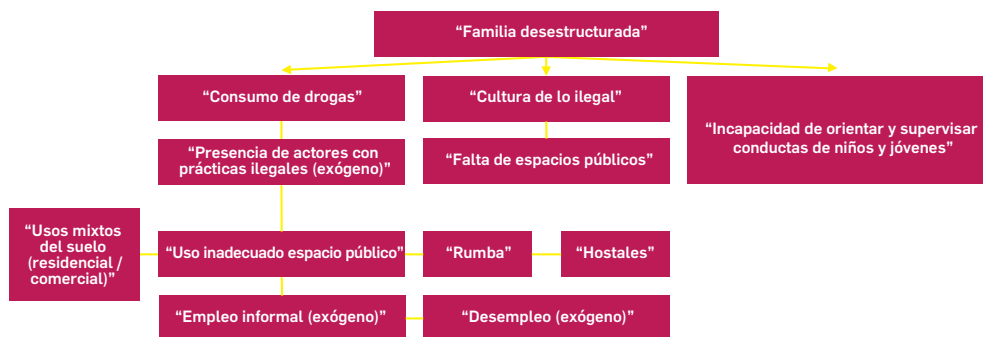 “Familia desestructurada”
“Consumo de drogas”
“Cultura de lo ilegal”
“Incapacidad de orientar y supervisar
conductas de niños y jóvenes”
“Presencia de actores con
prácticas ilegales (exógeno)”
“Falta de espacios públicos”
“Usos mixtos
del suelo
(residencial /
comercial)”
“Uso inadecuado espacio público”
“Rumba”
“Hostales”
“Empleo informal (exógeno)”
“Desempleo (exógeno)”